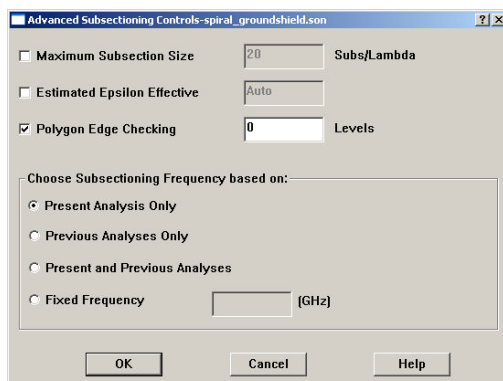 Advanced Subsectioning Controls-spiral_groundshield.son
Maximum Subsection Size 20 Subs/Lambda
Estimated Epsilon Effective Auto
Polygon Edge Checking 0 Levels
Choose Subsectioning Frequency based on:
Present Analysis Only
Previous Analyses Only
Present and Previous Analyses
Fixed Frequency (GHz)
OK Cancel Help